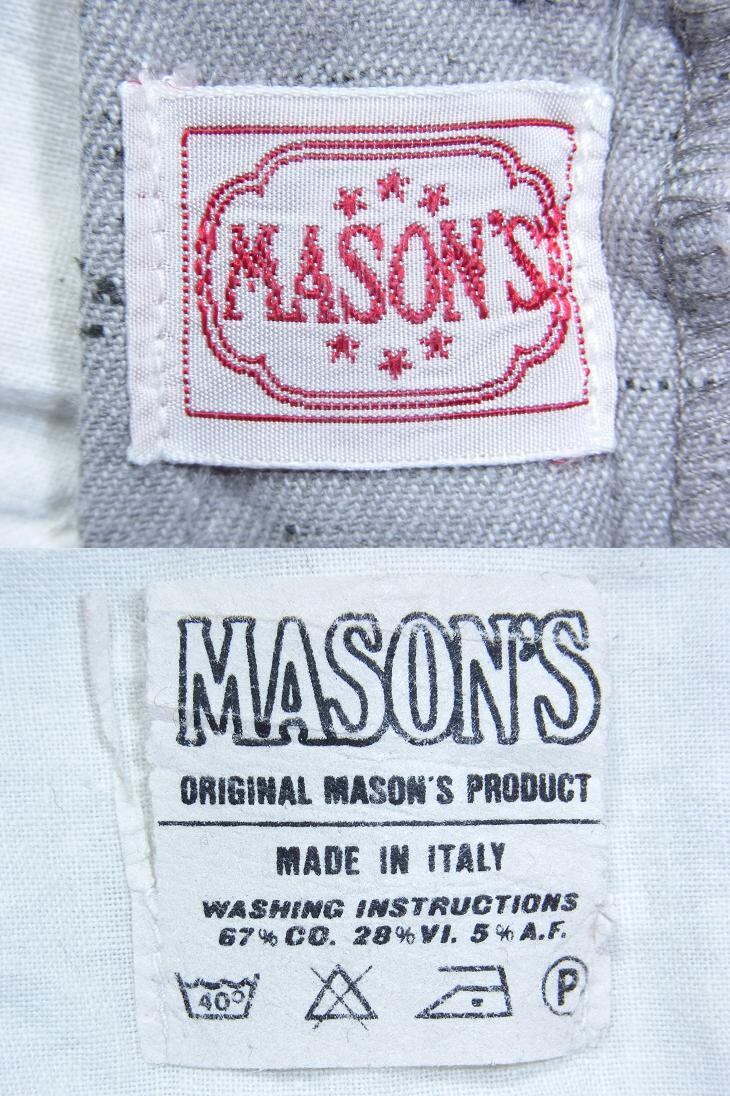 MASON'S
MASON'S
ORIGINAL MASON'S PRODUCT
MADE IN ITALY
WASHING INSTRUCTIONS
67% CO. 28% VI. 5% A.F.
40° P